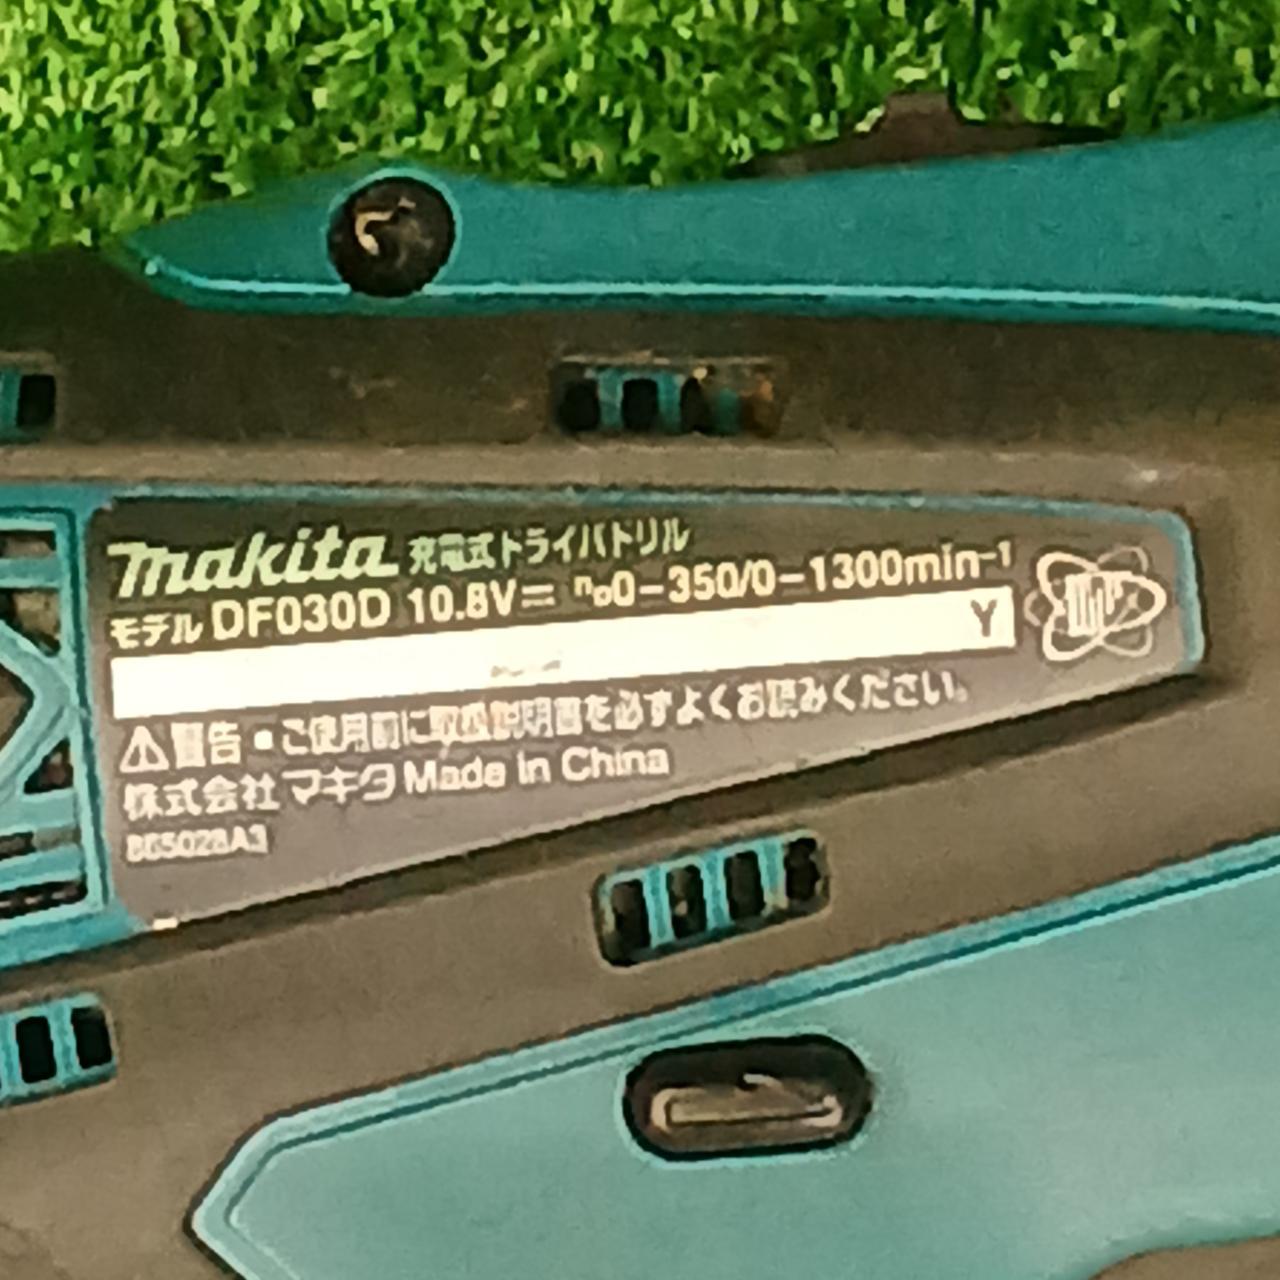 makita 充電式ドライバドリル
モデル DF030D 10.8V⎓ n₀0-350/0-1300min⁻¹
Y
⚠警告・ご使用前に取扱説明書を必ずよくお読みください。
株式会社マキタ Made in China